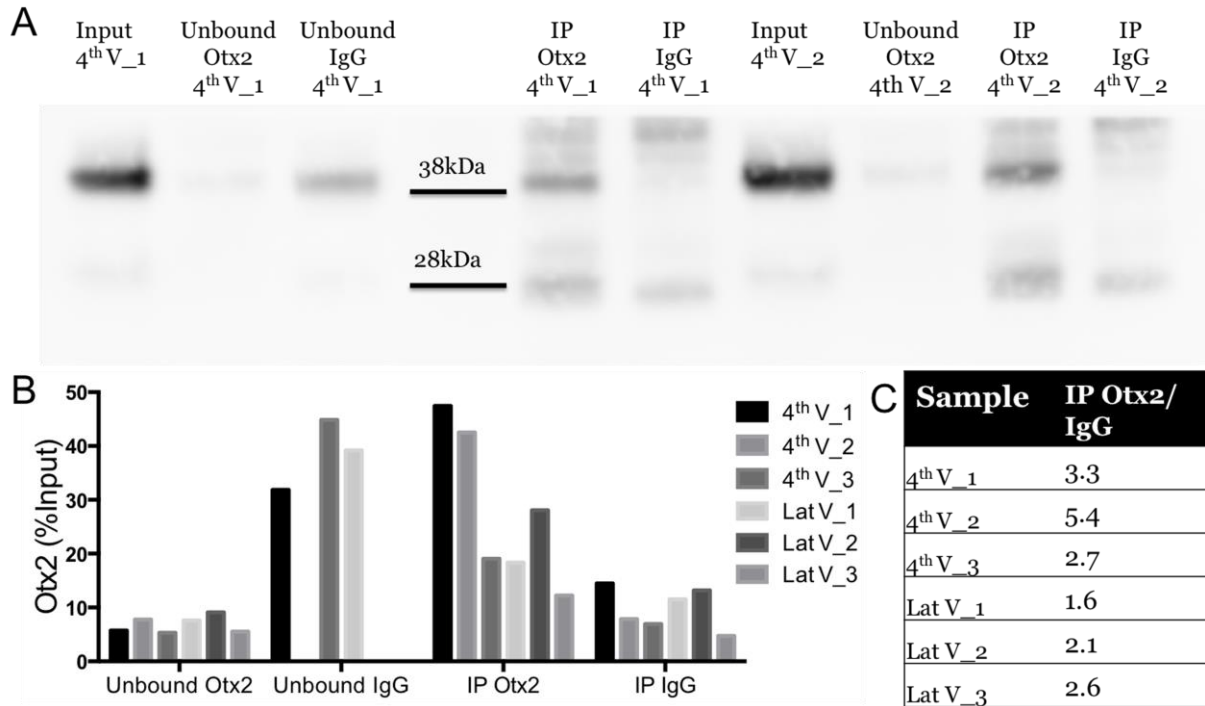 A
Input
4th V_1
Unbound
Otx2
4th V_1
Unbound
IgG
4th V_1
IP
Otx2
4th V_1
IP
IgG
4th V_1
Input
4th V_2
Unbound
Otx2
4th V_2
IP
Otx2
4th V_2
IP
IgG
4th V_2
38kDa
28kDa
B
Otx2 (%Input)
50
40
30
20
10
0
Unbound Otx2
Unbound IgG
IP Otx2
IP IgG
4th V_1
4th V_2
4th V_3
Lat V_1
Lat V_2
Lat V_3
C
Sample IP Otx2/
IgG
4th V_1 3.3
4th V_2 5.4
4th V_3 2.7
Lat V_1 1.6
Lat V_2 2.1
Lat V_3 2.6